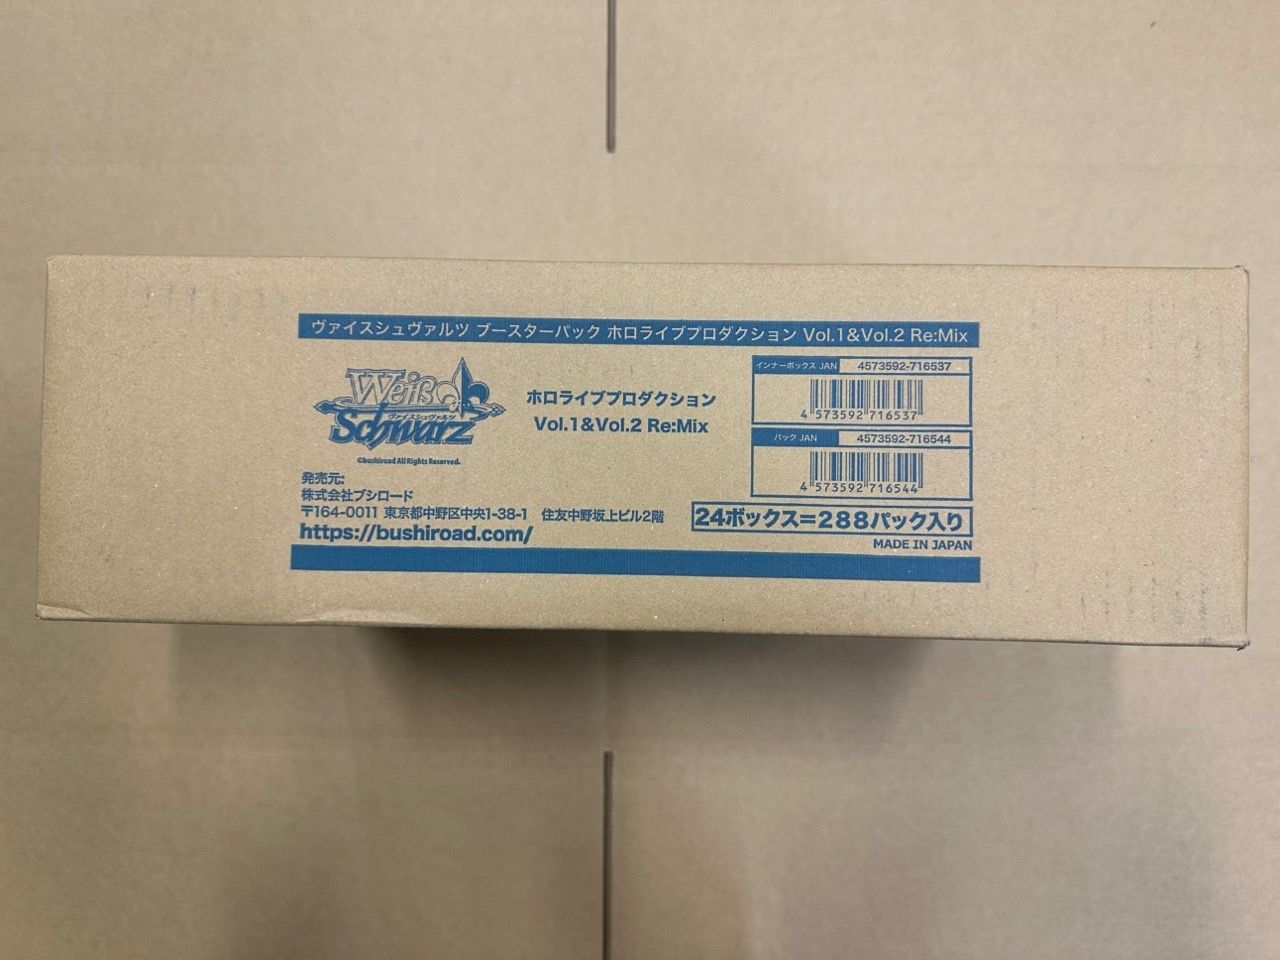 ヴァイスシュヴァルツ ブースターパック ホロライブプロダクション Vol.1&Vol.2 Re:Mix
Weiß
ヴァイスシュヴァルツ
Schwarz
©bushiroad All Rights Reserved.
ホロライブプロダクション
Vol.1&Vol.2 Re:Mix
インナーボックス JAN 4573592-716537
4 573592 716537
パック JAN 4573592-716544
4 573592 716544
発売元:
株式会社ブシロード
〒164-0011 東京都中野区中央1-38-1 住友中野坂上ビル2階
https://bushiroad.com/
24ボックス=288パック入り
MADE IN JAPAN